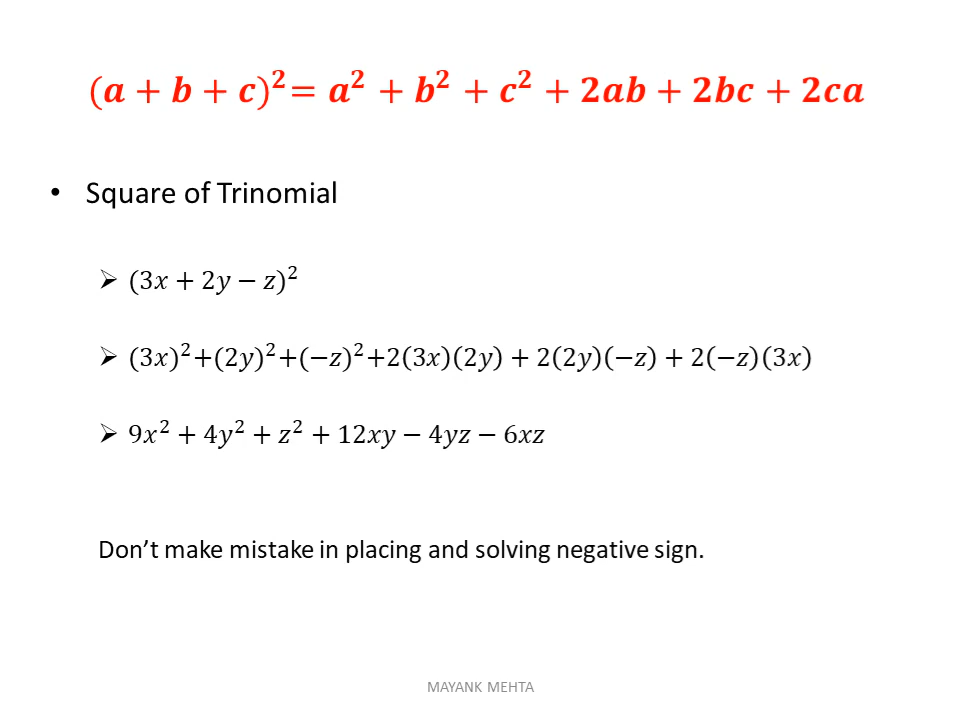 (a + b + c)²= a² + b² + c² + 2ab + 2bc + 2ca
• Square of Trinomial
➢ (3x + 2y − z)²
➢ (3x)²+(2y)²+(−z)²+2(3x)(2y) + 2(2y)(−z) + 2(−z)(3x)
➢ 9x² + 4y² + z² + 12xy − 4yz − 6xz
Don’t make mistake in placing and solving negative sign.
MAYANK MEHTA